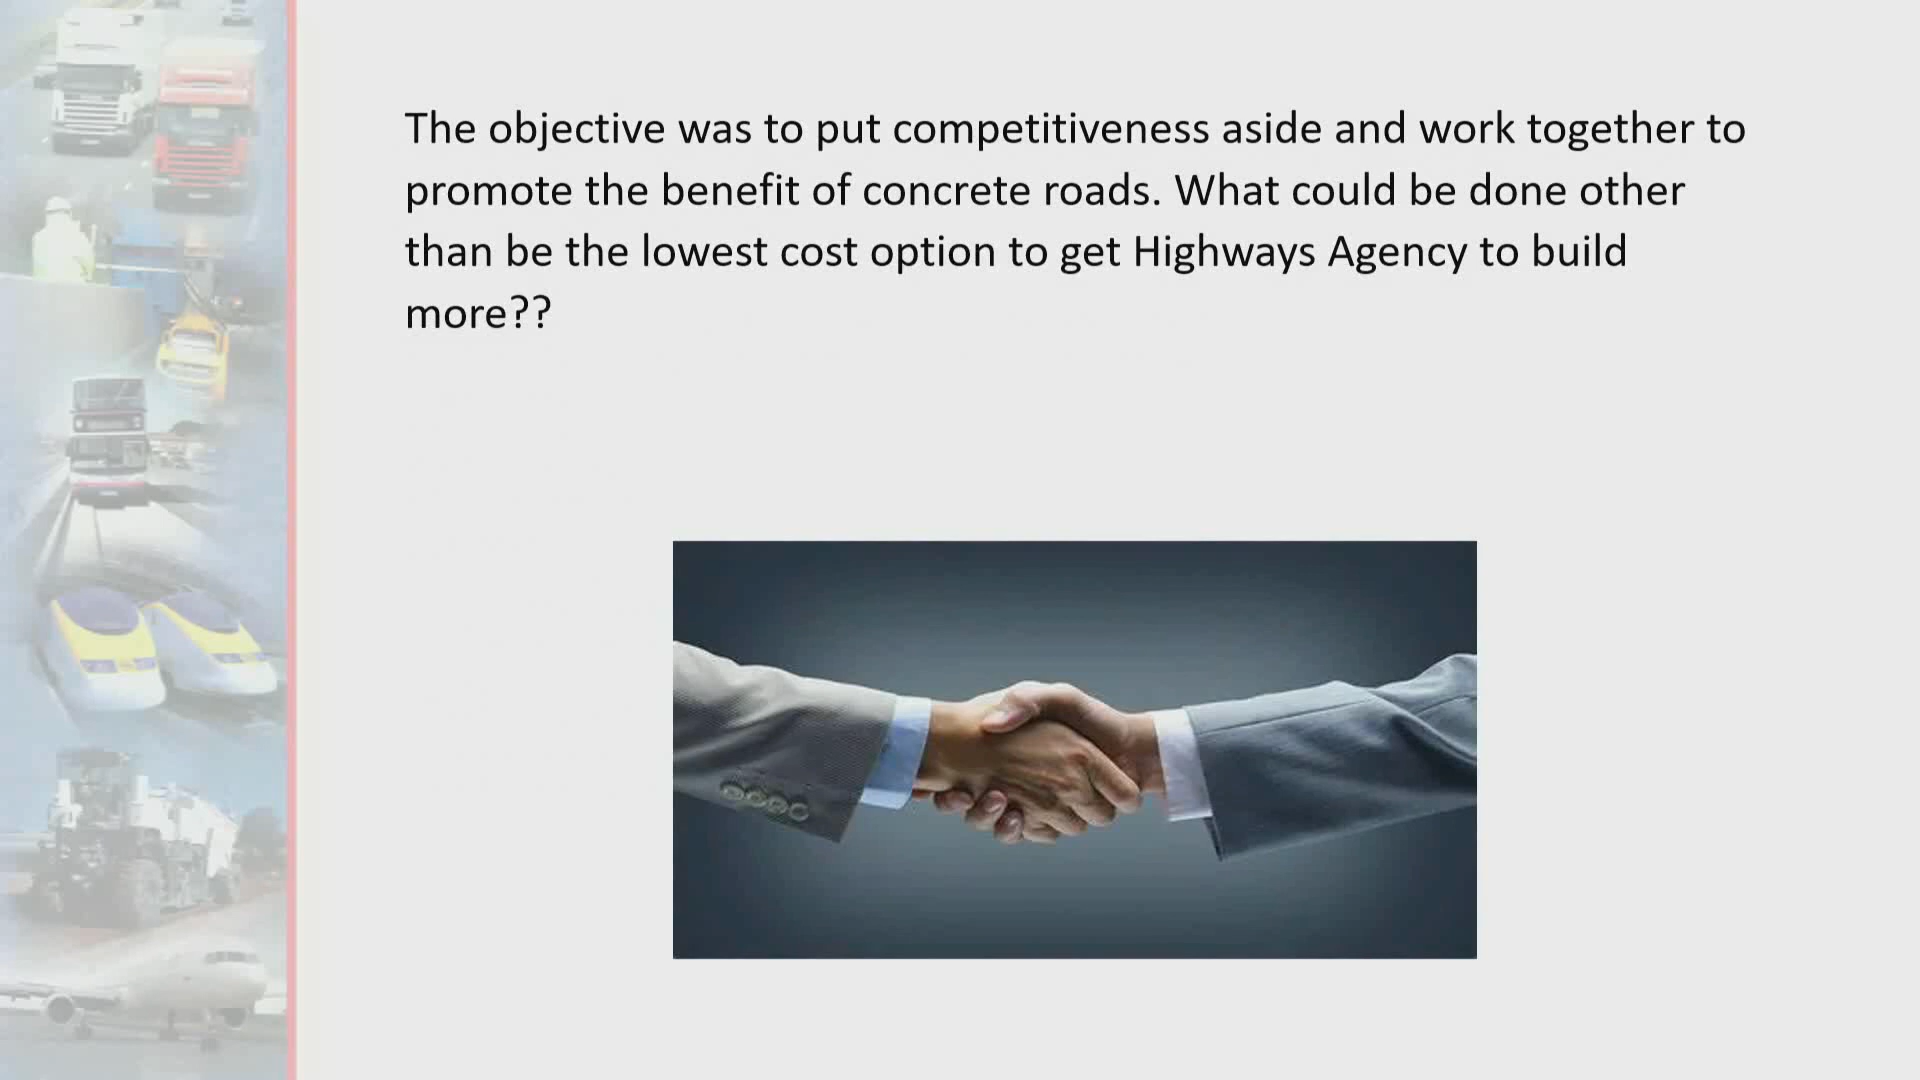 The objective was to put competitiveness aside and work together to
promote the benefit of concrete roads. What could be done other
than be the lowest cost option to get Highways Agency to build
more??